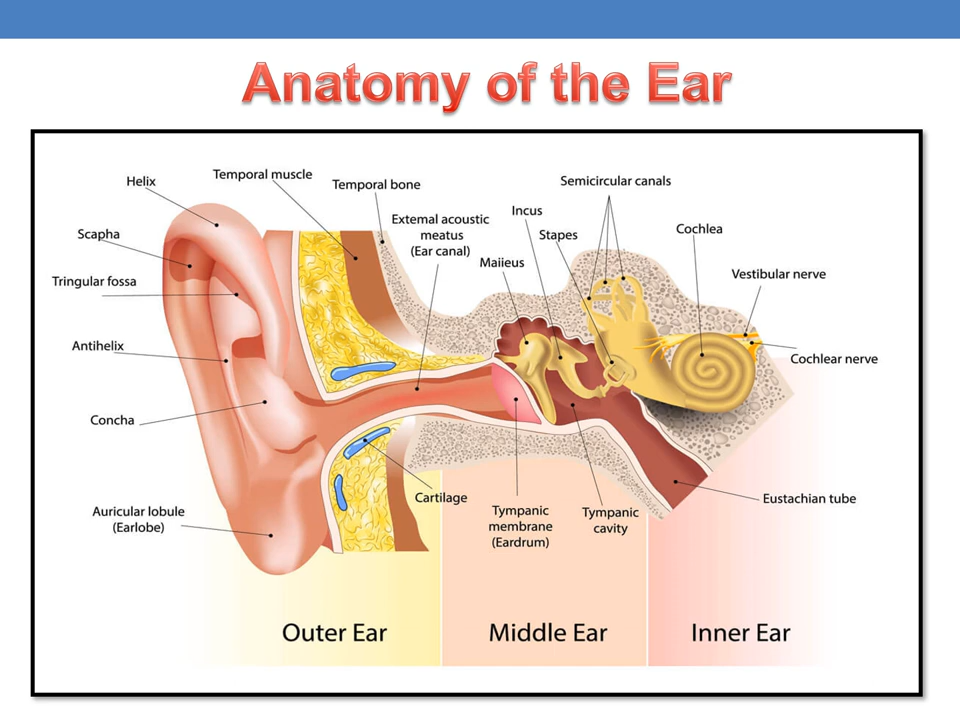 Anatomy of the Ear
Helix
Temporal muscle
Temporal bone
Semicircular canals
Scapha
External acoustic
meatus
(Ear canal)
Incus
Stapes
Cochlea
Maiieus
Tringular fossa
Vestibular nerve
Antihelix
Cochlear nerve
Concha
Cartilage
Eustachian tube
Auricular lobule
(Earlobe)
Tympanic
membrane
(Eardrum)
Tympanic
cavity
Outer Ear
Middle Ear
Inner Ear